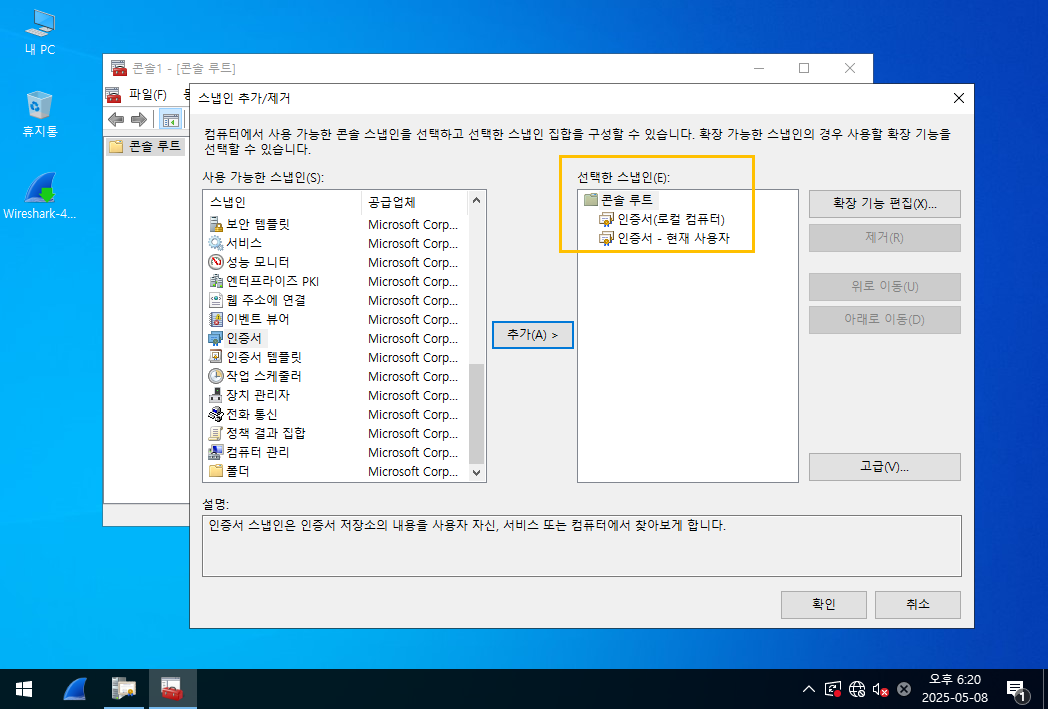 내 PC
휴지통
Wireshark-4...
콘솔1 - [콘솔 루트]
파일(F)
콘솔 루트
스냅인 추가/제거
컴퓨터에서 사용 가능한 콘솔 스냅인을 선택하고 선택한 스냅인 집합을 구성할 수 있습니다. 확장 가능한 스냅인의 경우 사용할 확장 기능을
선택할 수 있습니다.
사용 가능한 스냅인(S):
스냅인 공급업체
보안 템플릿 Microsoft Corp...
서비스 Microsoft Corp...
성능 모니터 Microsoft Corp...
엔터프라이즈 PKI Microsoft Corp...
웹 주소에 연결 Microsoft Corp...
이벤트 뷰어 Microsoft Corp...
인증서 Microsoft Corp...
인증서 템플릿 Microsoft Corp...
작업 스케줄러 Microsoft Corp...
장치 관리자 Microsoft Corp...
전화 통신 Microsoft Corp...
정책 결과 집합 Microsoft Corp...
컴퓨터 관리 Microsoft Corp...
폴더 Microsoft Corp...
추가(A) >
선택한 스냅인(E):
콘솔 루트
인증서(로컬 컴퓨터)
인증서 - 현재 사용자
확장 기능 편집(X)...
제거(R)
위로 이동(U)
아래로 이동(D)
고급(V)...
설명:
인증서 스냅인은 인증서 저장소의 내용을 사용자 자신, 서비스 또는 컴퓨터에서 찾아보게 합니다.
확인
취소
오후 6:20
2025-05-08
1